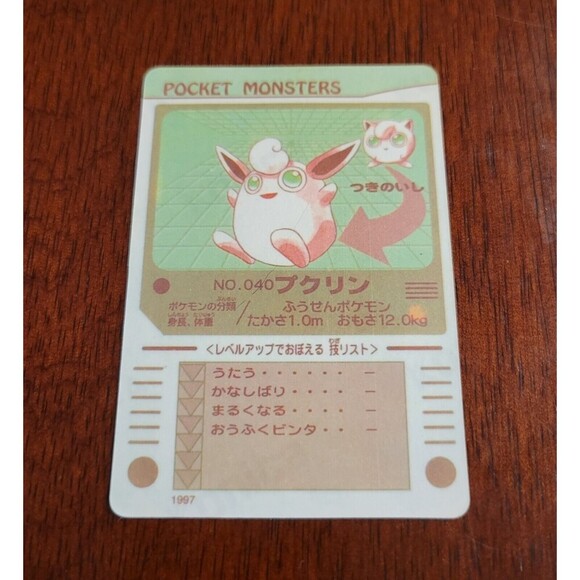 POCKET MONSTERS
つきのいし
NO.040プクリン
ポケモンの分類 ふうせんポケモン
身長、体重 たかさ1.0m おもさ12.0kg
<レベルアップでおぼえる 技リスト>
うたう・・・・・・ー
かなしばり・・・・ー
まるくなる・・・・ー
おうふくビンタ・・ー
1997